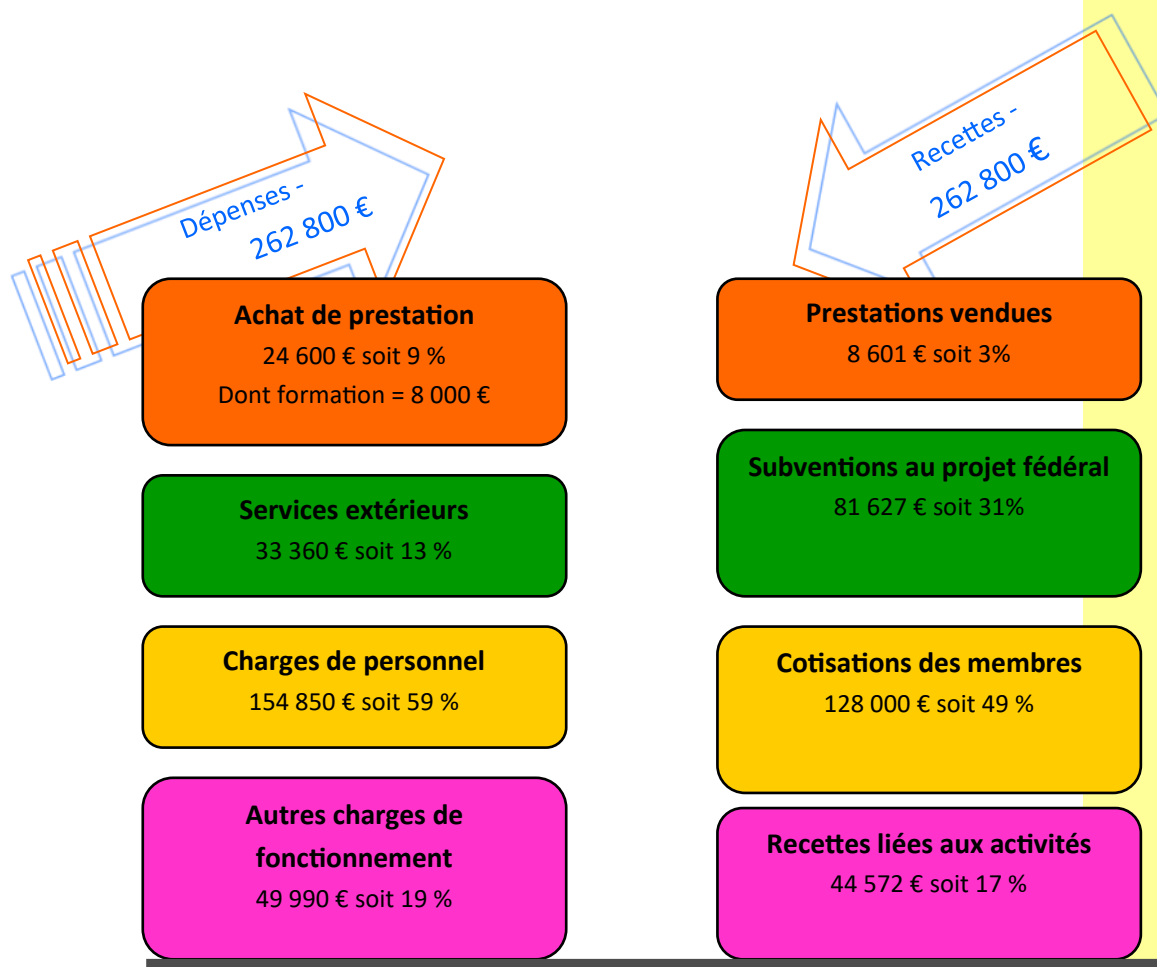 Dépenses -
262 800 €
Achat de prestation
24 600 € soit 9 %
Dont formation = 8 000 €
Services extérieurs
33 360 € soit 13 %
Charges de personnel
154 850 € soit 59 %
Autres charges de
fonctionnement
49 990 € soit 19 %
Recettes -
262 800 €
Prestations vendues
8 601 € soit 3%
Subventions au projet fédéral
81 627 € soit 31%
Cotisations des membres
128 000 € soit 49 %
Recettes liées aux activités
44 572 € soit 17 %